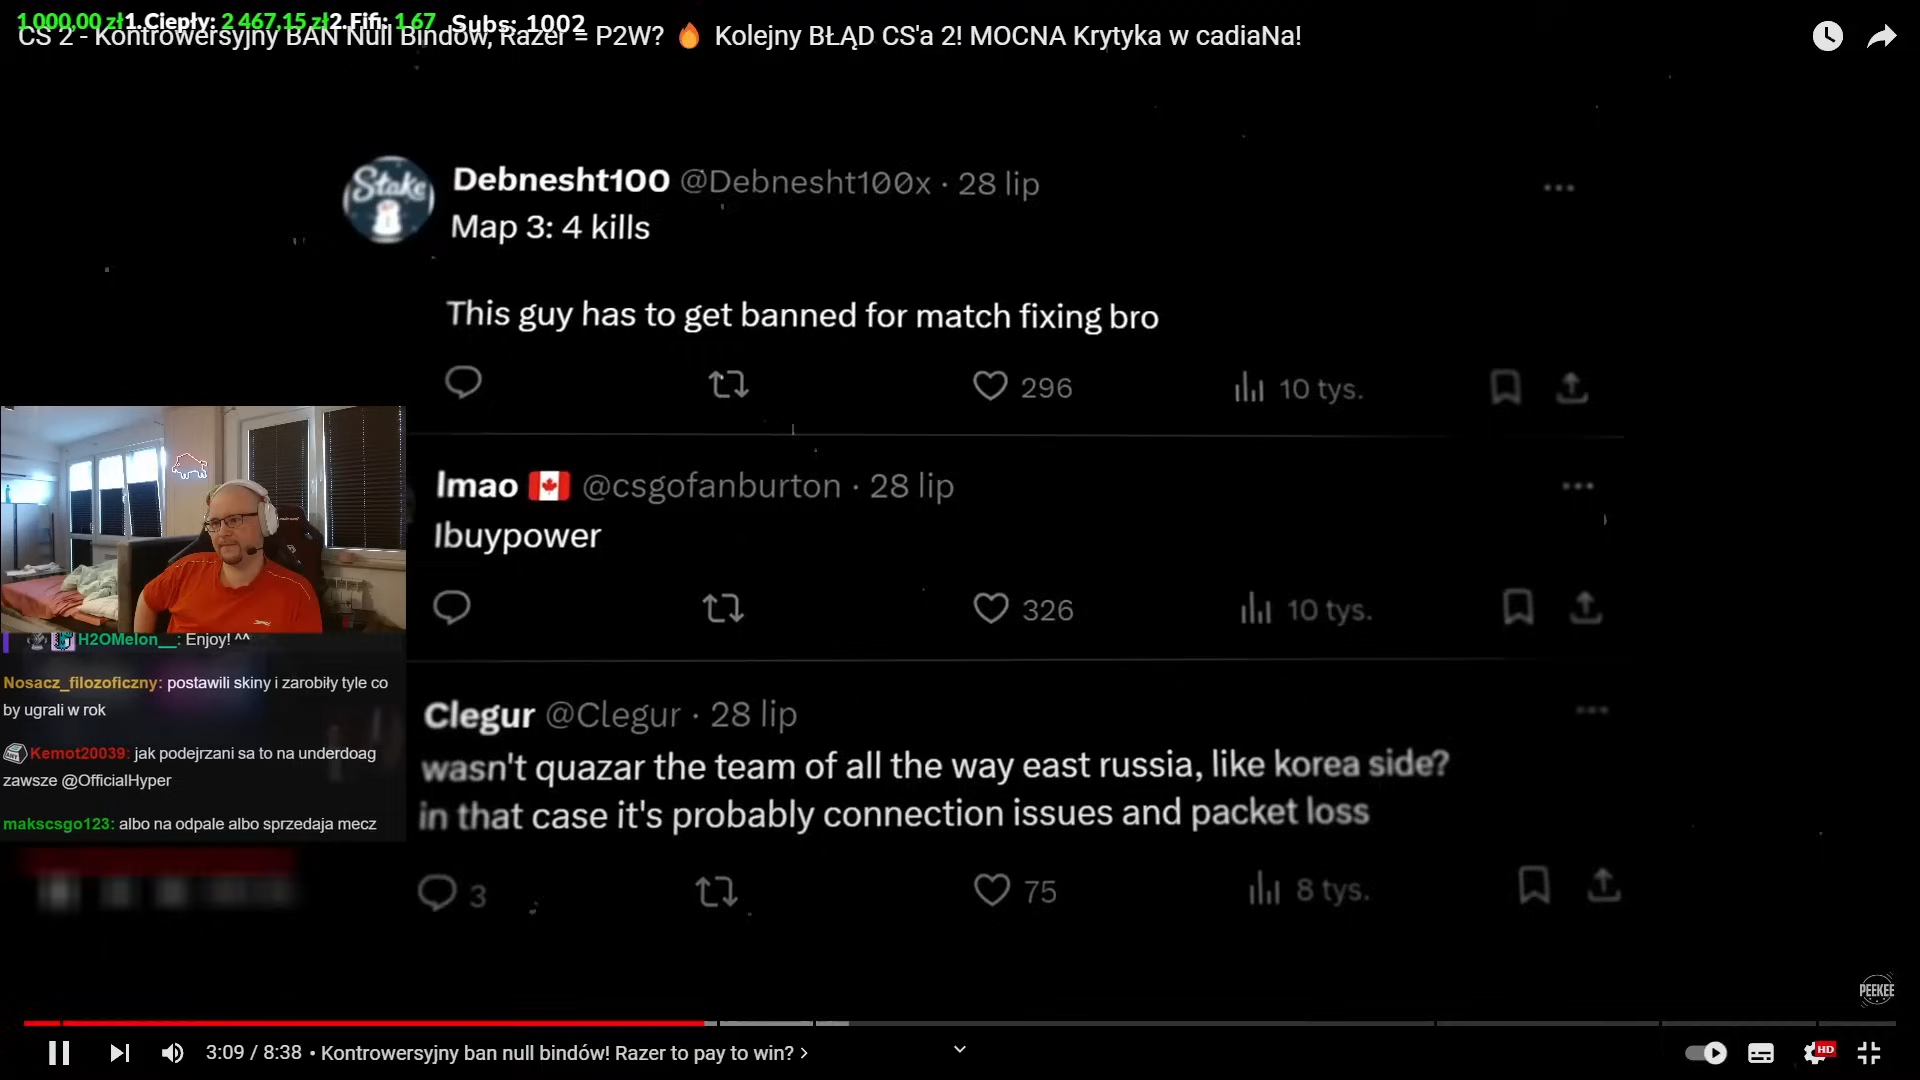 1 000,00 zł1.Ciepły: 2 467,15 zł2. Fifi: 1 67 Subs: 1002
CS 2 - Kontrowersyjny BAN Null Bindów, Razer = P2W? 🔥 Kolejny BŁĄD CS'a 2! MOCNA Krytyka w cadiaNa!
Stake
Debnesht100 @Debnesht100x · 28 lip
Map 3: 4 kills
This guy has to get banned for match fixing bro
296 10 tys.
lmao 🇨🇦 @csgofanburton · 28 lip
Ibuypower
326 10 tys.
H2OMelon__: Enjoy! ^^
Nosacz_filozoficzny: postawili skiny i zarobiły tyle co
by ugrali w rok
Kemot20039: jak podejrzani sa to na underdoag
zawsze @OfficialHyper
makscsgo123: albo na odpale albo sprzedaja mecz
Clegur @Clegur · 28 lip
wasn't quazar the team of all the way east russia, like korea side?
in that case it's probably connection issues and packet loss
3 75 8 tys.
PEEKEE
3:09 / 8:38 • Kontrowersyjny ban null bindów! Razer to pay to win? >
HD